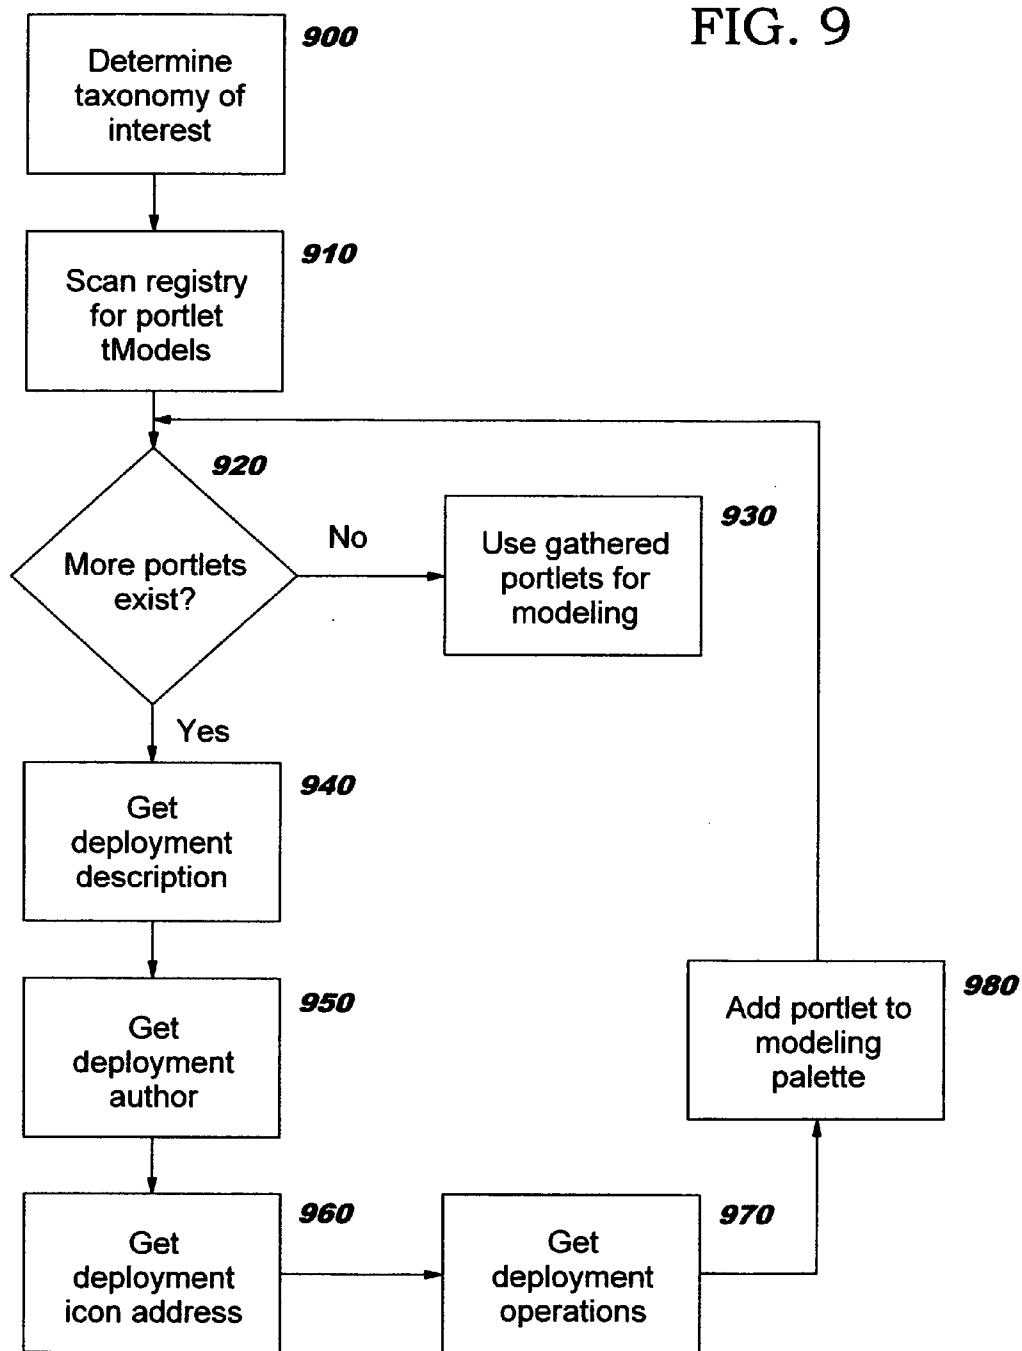 FIG. 9
900
Determine
taxonomy of
interest
910
Scan registry
for portlet
tModels
920
More portlets
exist?
No
930
Use gathered
portlets for
modeling
Yes
940
Get
deployment
description
950
Get
deployment
author
960
Get
deployment
icon address
970
Get
deployment
operations
980
Add portlet to
modeling
palette